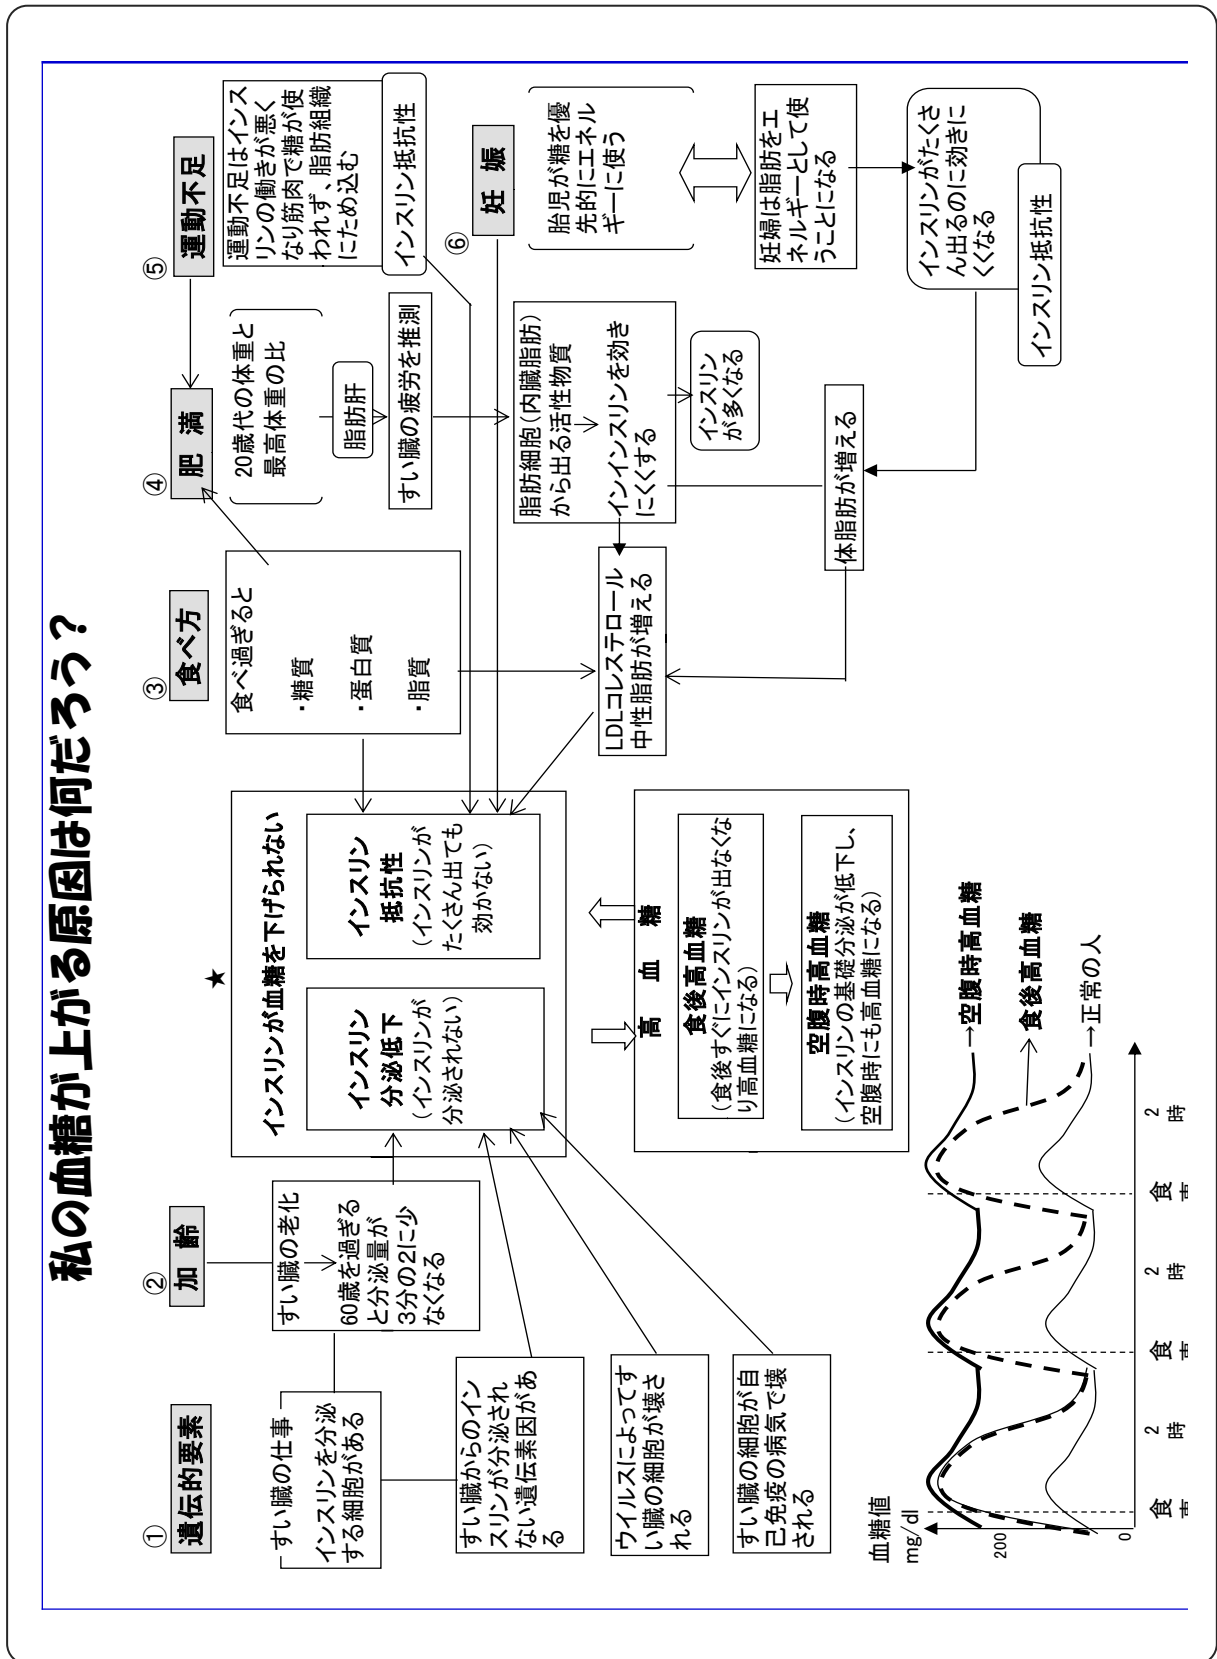 私の血糖が上がる原因は何だろう？
①
遺伝的要素
すい臓の仕事
インスリンを分泌
する細胞がある
すい臓からのイン
スリンが分泌され
ない遺伝素因があ
る
ウイルスによってす
い臓の細胞が壊さ
れる
すい臓の細胞が自
己免疫の病気で壊
される
②
加 齢
すい臓の老化
60歳を過ぎる
と分泌量が
3分の2に少
なくなる
★
インスリンが血糖を下げられない
インスリン
分泌低下
(インスリンが
分泌されない)
インスリン
抵抗性
(インスリンが
たくさん出ても
効かない)
高 血 糖
食後高血糖
(食後すぐにインスリンが出なくな
り高血糖になる)
空腹時高血糖
(インスリンの基礎分泌が低下し、
空腹時にも高血糖になる)
③
食べ方
食べ過ぎると
・糖質
・蛋白質
・脂質
LDLコレステロール
中性脂肪が増える
④
肥 満
20歳代の体重と
最高体重の比
脂肪肝
すい臓の疲労を推測
脂肪細胞(内臓脂肪)
から出る活性物質
インインスリンを効き
にくくする
インスリン
が多くなる
体脂肪が増える
⑤
運動不足
運動不足はインス
リンの働きが悪く
なり筋肉で糖が使
われず、脂肪組織
にため込む
インスリン抵抗性
⑥
妊 娠
胎児が糖を優
先的にエネル
ギーに使う
妊婦は脂肪をエ
ネルギーとして使
うことになる
インスリンがたくさ
ん出るのに効きに
くくなる
インスリン抵抗性
血糖値
mg/dl
200
0
食事
2時
食事
2時
食事
2時
→空腹時高血糖
食後高血糖
→正常の人